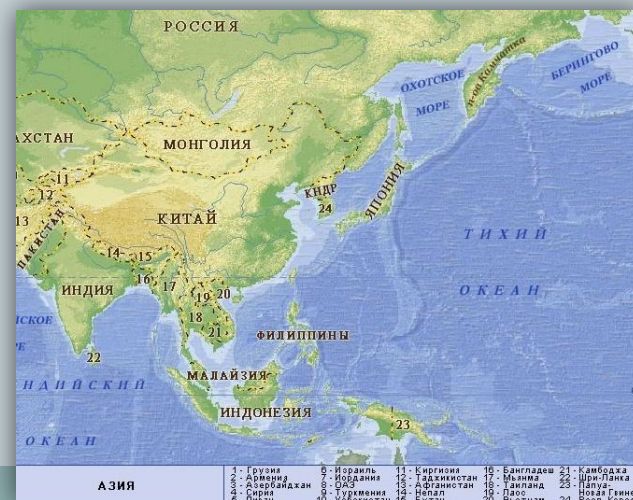 РОССИЯ
ОХОТСКОЕ
МОРЕ
п-ов Камчатка
БЕРИНГОВО
МОРЕ
АХСТАН
МОНГОЛИЯ
11
12
13
ПАКИСТАН
КИТАЙ
КНДР
24
ЯПОНИЯ
ТИХИЙ
ОКЕАН
14
15
16
17
ИНДИЯ
19
20
18
21
22
ФИЛИППИНЫ
МАЛАЙЗИЯ
ИНДОНЕЗИЯ
23
ОКЕАН
АЗИЯ
1 - Грузия
2 - Армения
3 - Азербайджан
4 - Сирия
6 - Израиль
7 - Иордания
8 - ОАЭ
9 - Туркмения
11 - Киргизия
12 - Таджикистан
13 - Афганистан
14 - Непал
16 - Бангладеш
17 - Мьянма
18 - Таиланд
19 - Лаос
21 - Камбоджа
22 - Шри-Ланка
23 - Папуа-
Новая Гвинея